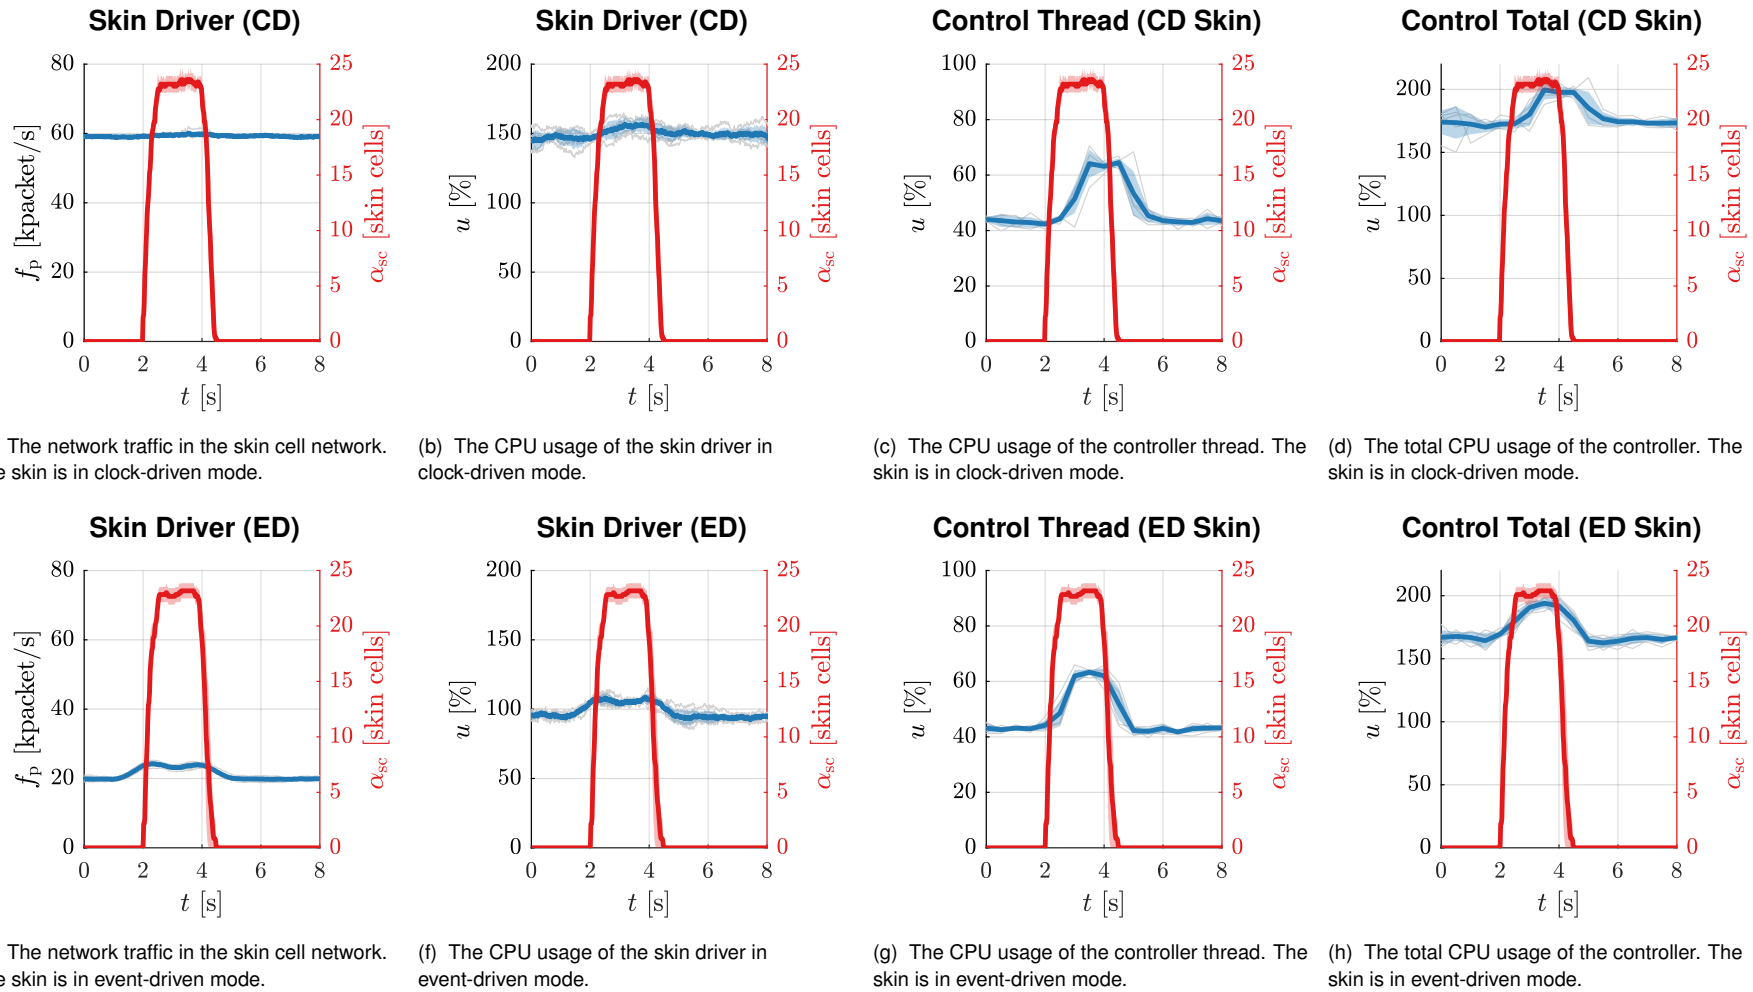 Skin Driver (CD)
Skin Driver (CD)
Control Thread (CD Skin)
Control Total (CD Skin)
80
60
40
20
0
25
20
15
10
5
0
0 2 4 6 8
f_p [kpacket/s]
α_sc [skin cells]
t [s]
200
150
100
50
0
25
20
15
10
5
0
0 2 4 6 8
u [%]
α_sc [skin cells]
t [s]
100
80
60
40
20
0
25
20
15
10
5
0
0 2 4 6 8
u [%]
α_sc [skin cells]
t [s]
200
150
100
50
0
25
20
15
10
5
0
0 2 4 6 8
u [%]
α_sc [skin cells]
t [s]
The network traffic in the skin cell network.
e skin is in clock-driven mode.
(b) The CPU usage of the skin driver in
clock-driven mode.
(c) The CPU usage of the controller thread. The
skin is in clock-driven mode.
(d) The total CPU usage of the controller. The
skin is in clock-driven mode.
Skin Driver (ED)
Skin Driver (ED)
Control Thread (ED Skin)
Control Total (ED Skin)
80
60
40
20
0
25
20
15
10
5
0
0 2 4 6 8
f_p [kpacket/s]
α_sc [skin cells]
t [s]
200
150
100
50
0
25
20
15
10
5
0
0 2 4 6 8
u [%]
α_sc [skin cells]
t [s]
100
80
60
40
20
0
25
20
15
10
5
0
0 2 4 6 8
u [%]
α_sc [skin cells]
t [s]
200
150
100
50
0
25
20
15
10
5
0
0 2 4 6 8
u [%]
α_sc [skin cells]
t [s]
The network traffic in the skin cell network.
e skin is in event-driven mode.
(f) The CPU usage of the skin driver in
event-driven mode.
(g) The CPU usage of the controller thread. The
skin is in event-driven mode.
(h) The total CPU usage of the controller. The
skin is in event-driven mode.